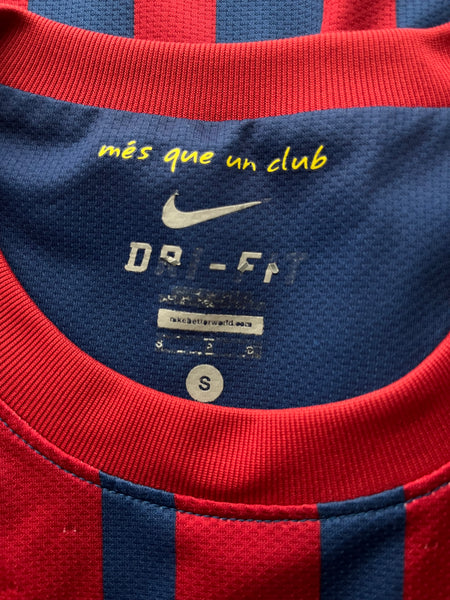 més que un club
DRI-FIT
nikebetterworld.com
S